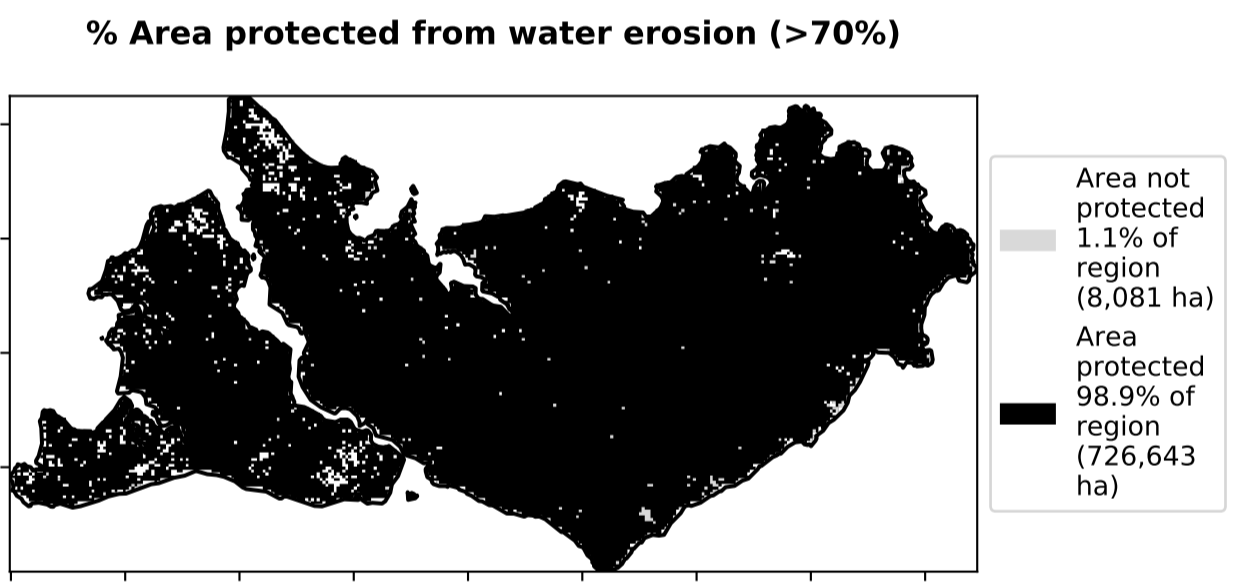 % Area protected from water erosion (>70%)
Area not
protected
1.1% of
region
(8,081 ha)
Area
protected
98.9% of
region
(726,643
ha)